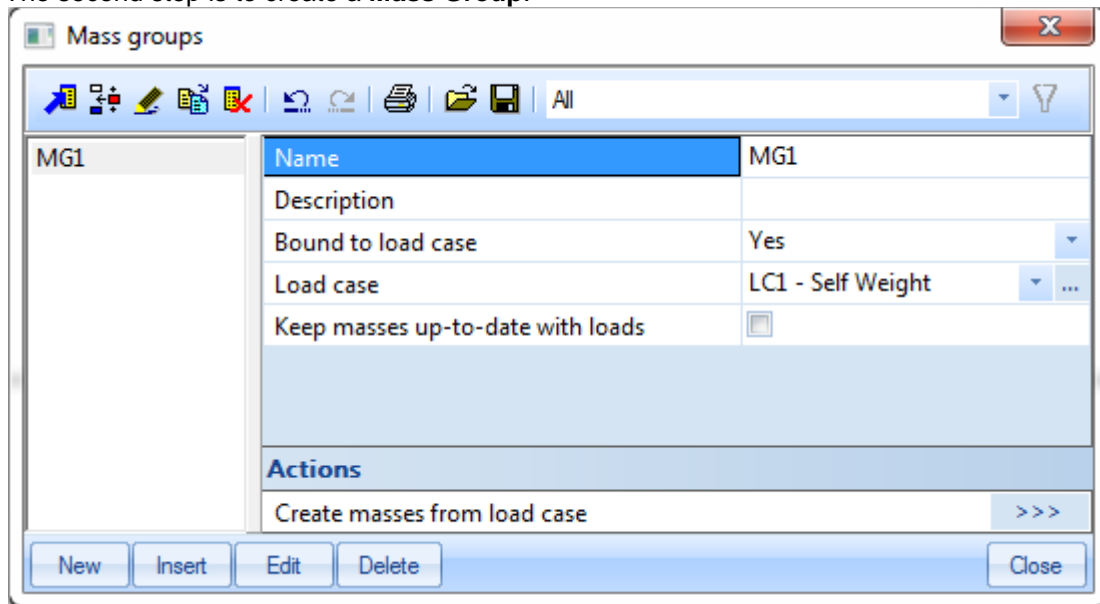 The second step is to create a Mass Group.
Mass groups
All
MG1
Name MG1
Description
Bound to load case Yes
Load case LC1 - Self Weight ...
Keep masses up-to-date with loads
Actions
Create masses from load case >>>
New Insert Edit Delete Close